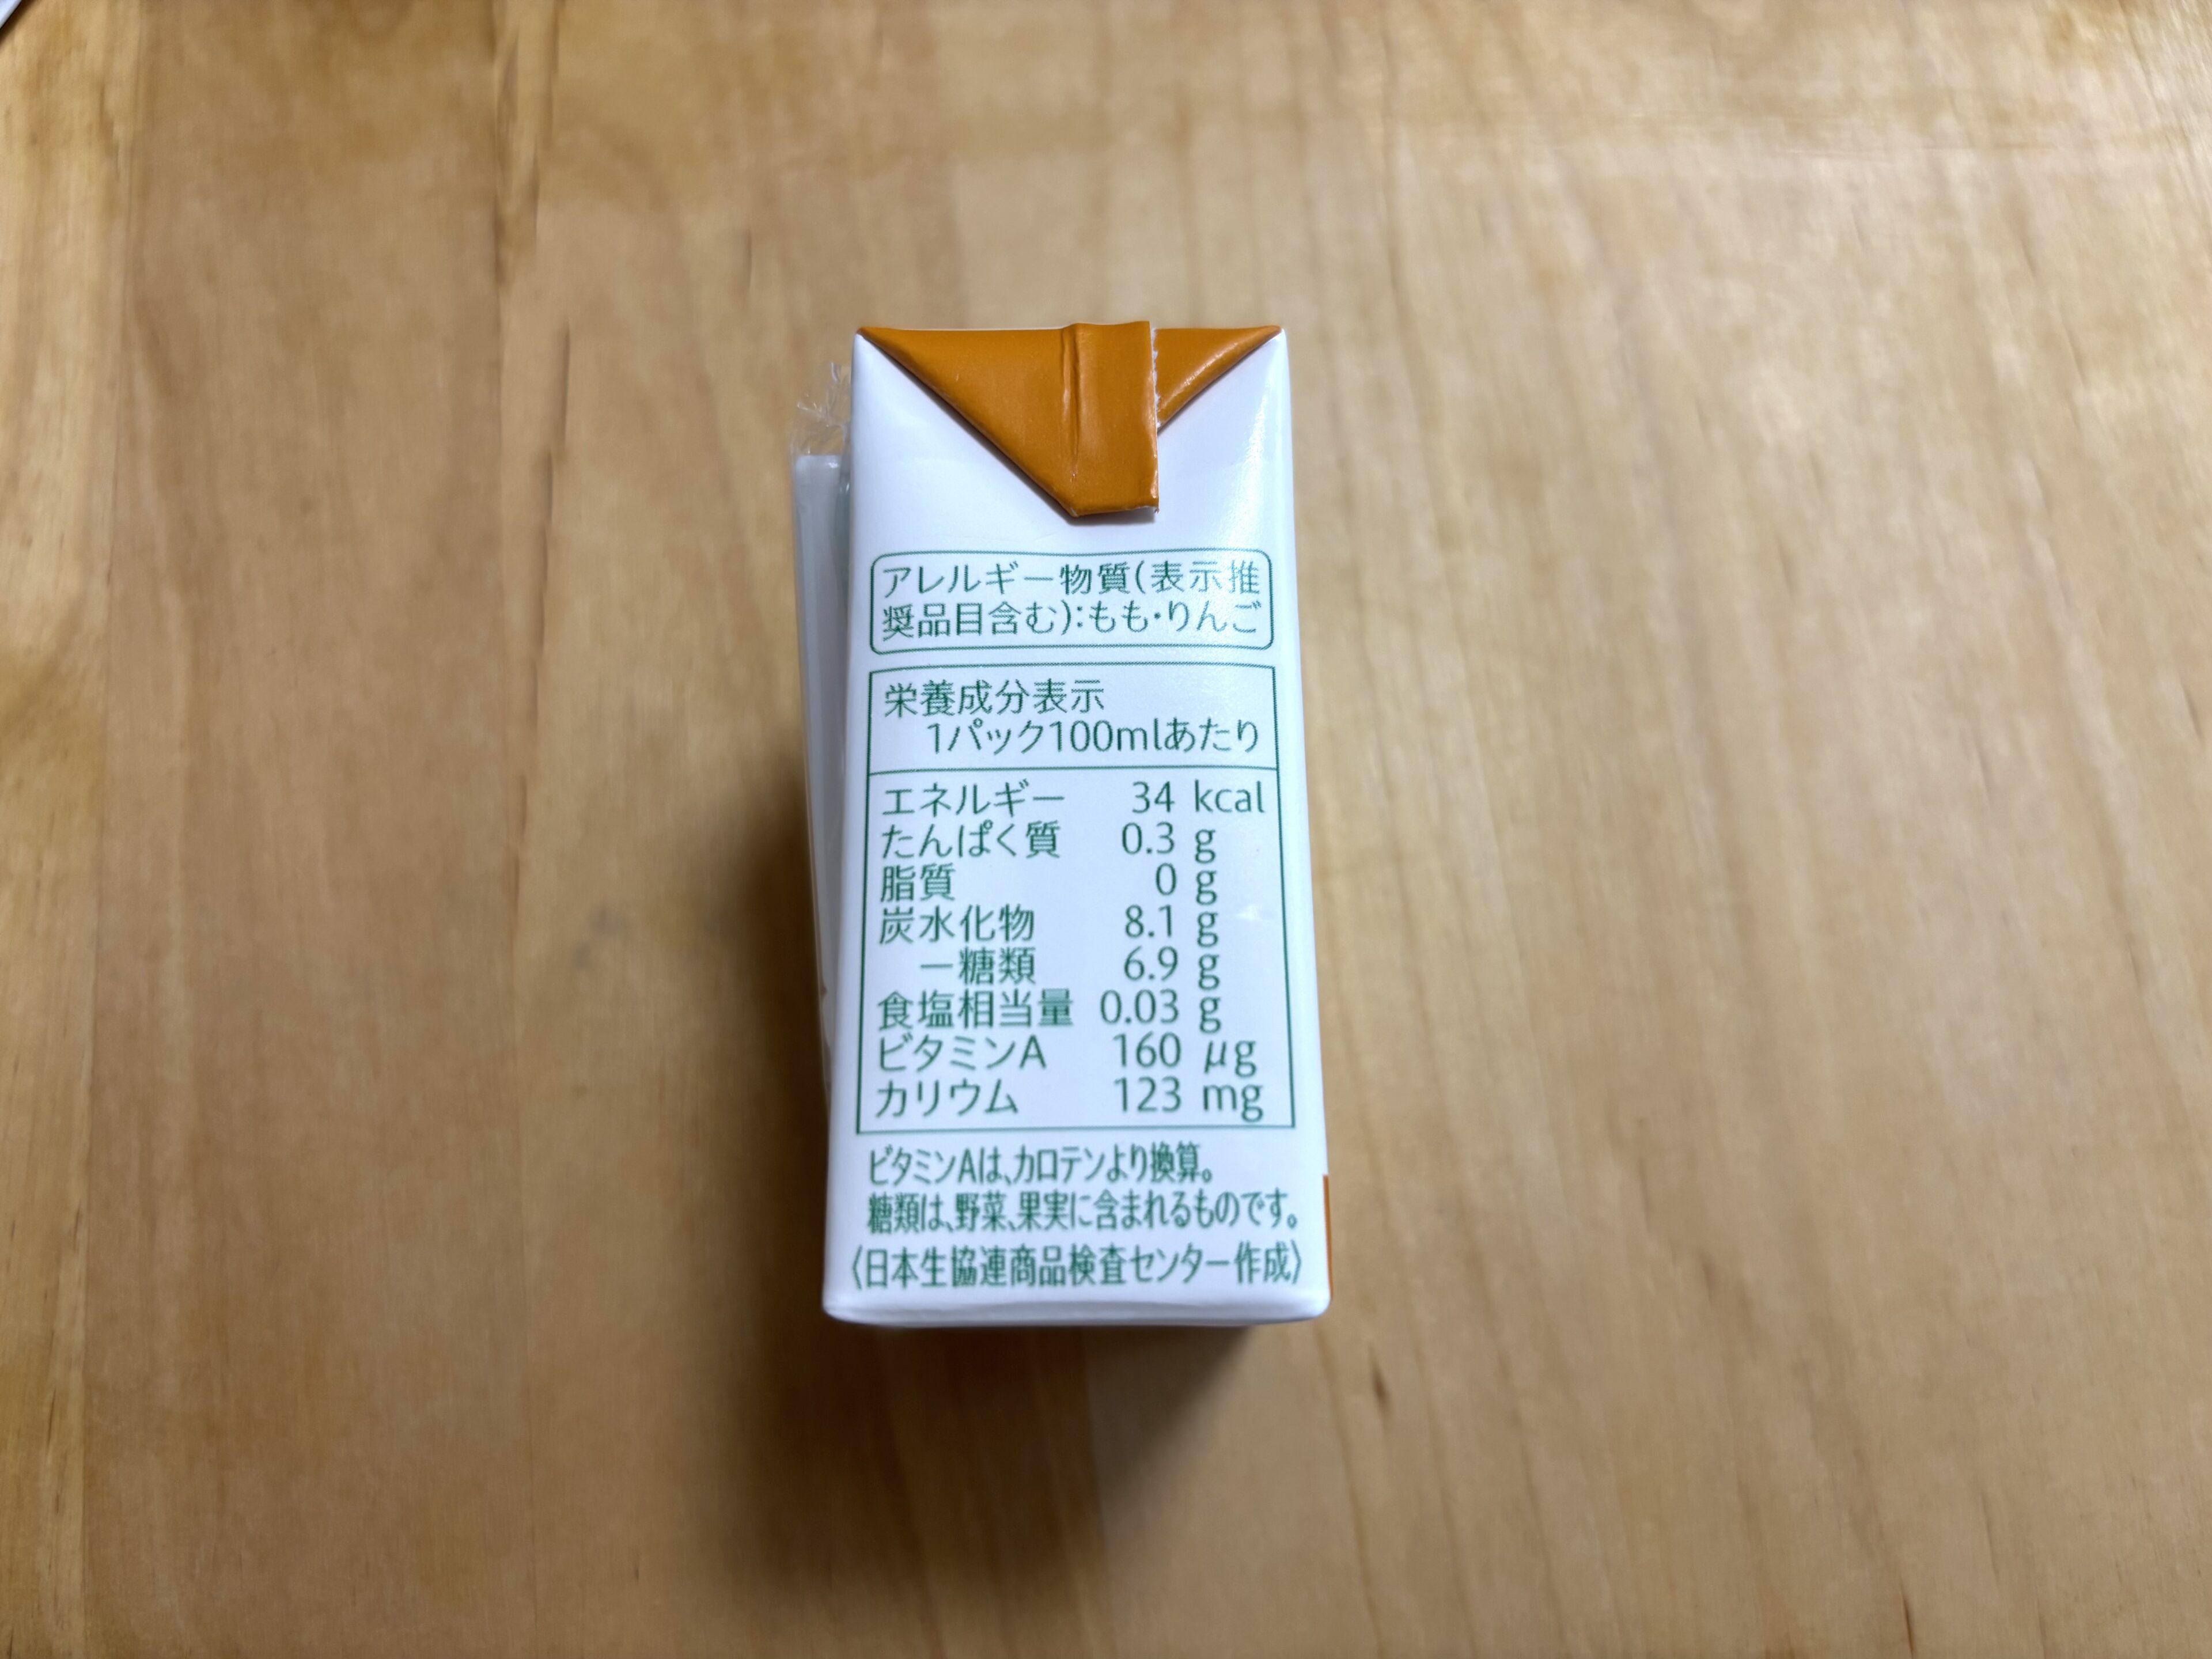 アレルギー物質(表示推
奨品目含む):もも・りんご
栄養成分表示
1パック100mlあたり
エネルギー 34 kcal
たんぱく質 0.3 g
脂質 0 g
炭水化物 8.1 g
－糖類 6.9 g
食塩相当量 0.03 g
ビタミンA 160 μg
カリウム 123 mg
ビタミンAは、カロテンより換算。
糖類は、野菜、果実に含まれるものです。
〈日本生協連商品検査センター作成〉